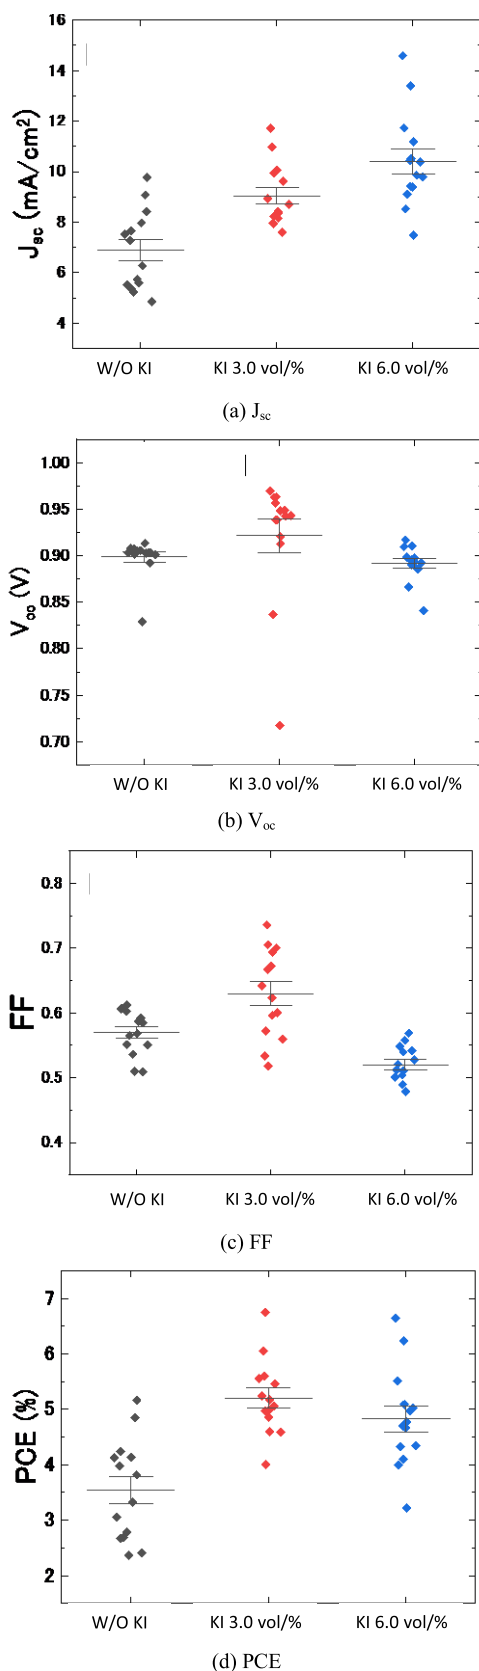 16
14
12
10
8
6
4
J_sc (mA/cm²)
W/O KI KI 3.0 vol/% KI 6.0 vol/%
(a) J_sc
1.00
0.95
0.90
0.85
0.80
0.75
0.70
V_oc (V)
W/O KI KI 3.0 vol/% KI 6.0 vol/%
(b) V_oc
0.8
0.7
0.6
0.5
0.4
FF
W/O KI KI 3.0 vol/% KI 6.0 vol/%
(c) FF
7
6
5
4
3
2
PCE (%)
W/O KI KI 3.0 vol/% KI 6.0 vol/%
(d) PCE